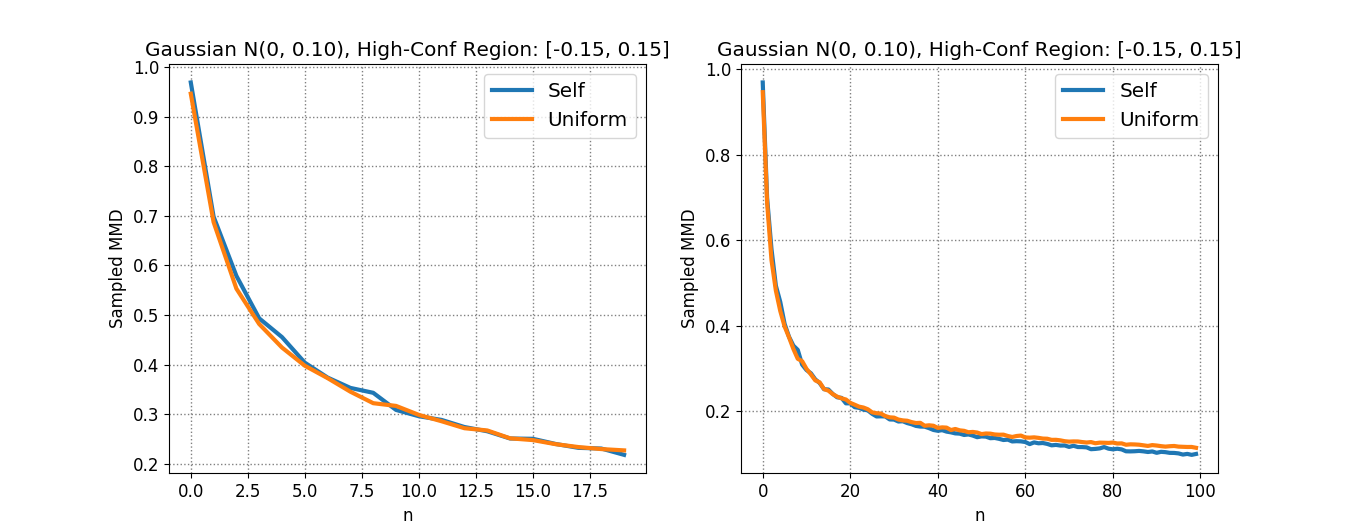 Gaussian N(0, 0.10), High-Conf Region: [-0.15, 0.15]
1.0
0.9
0.8
0.7
0.6
0.5
0.4
0.3
0.2
Sampled MMD
Self
Uniform
0.0 2.5 5.0 7.5 10.0 12.5 15.0 17.5
n
Gaussian N(0, 0.10), High-Conf Region: [-0.15, 0.15]
1.0
0.8
0.6
0.4
0.2
Sampled MMD
Self
Uniform
0 20 40 60 80 100
n